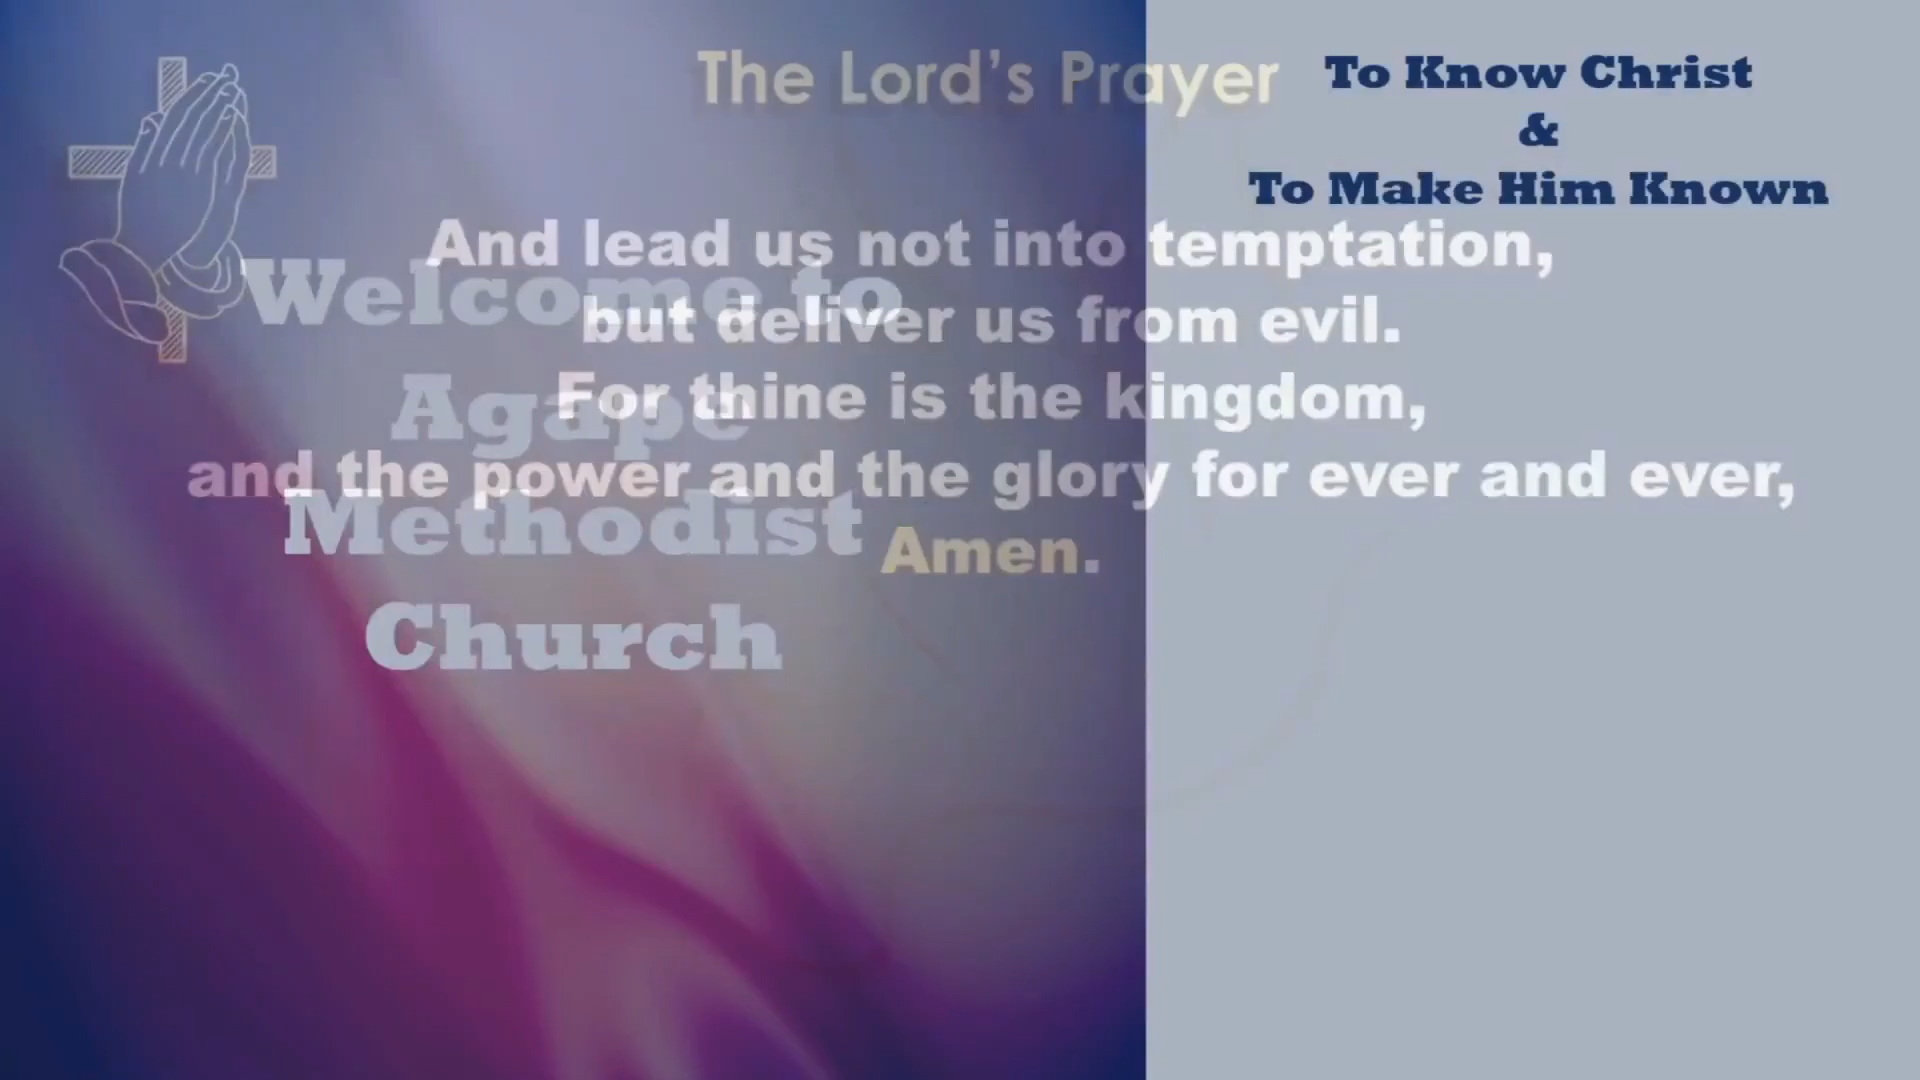 The Lord's Prayer
And lead us not into temptation,
but deliver us from evil.
For thine is the kingdom,
and the power and the glory for ever and ever,
Amen.
Welcome to
Agape
Methodist
Church
To Know Christ
&
To Make Him Known